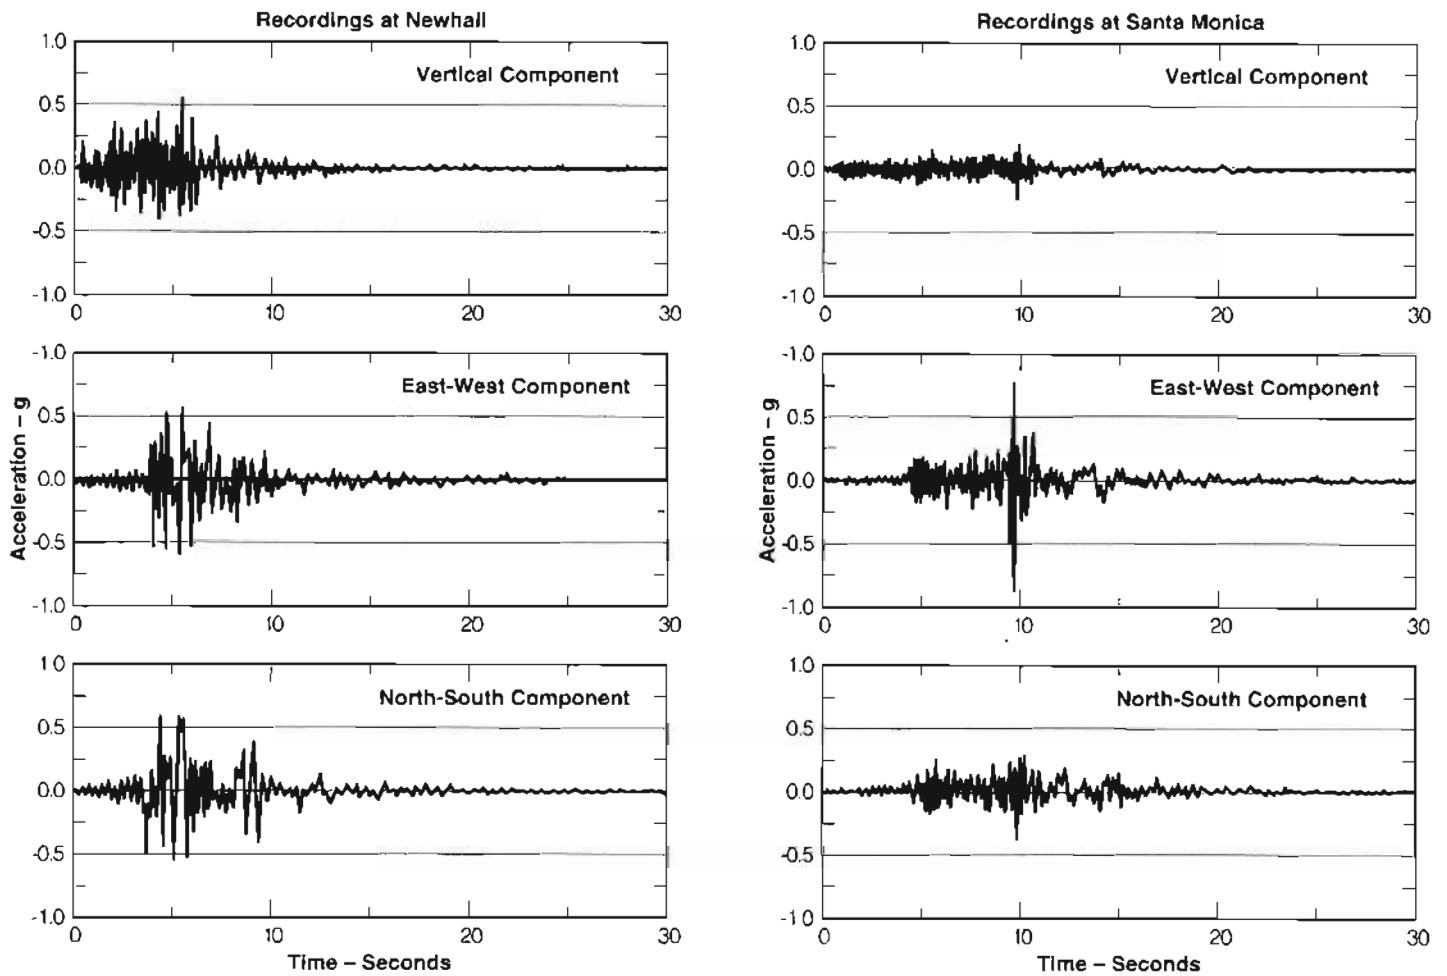 Recordings at Newhall
1.0
Vertical Component
0.5
0.0
-0.5
-1.0
0 10 20 30
-1.0
East-West Component
0.5
0.0
-0.5
-1.0
Acceleration – g
0 10 20 30
1.0
North-South Component
0.5
0.0
-0.5
-1.0
0 10 20 30
Time – Seconds
Recordings at Santa Monica
1.0
Vertical Component
0.5
0.0
-0.5
-1.0
0 10 20 30
-1.0
East-West Component
0.5
0.0
-0.5
-1.0
Acceleration – g
0 10 20 30
1.0
North-South Component
0.5
0.0
-0.5
-1 0
0 10 20 30
Time – Seconds